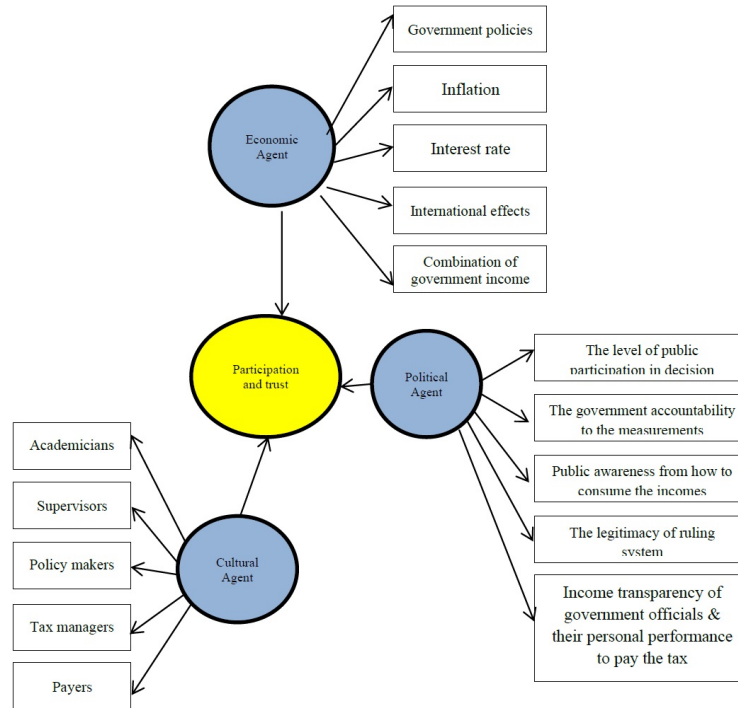 Government policies
Inflation
Economic
Agent
Interest rate
International effects
Combination of
government income
Participation
and trust
Political
Agent
The level of public
participation in decision
The government accountability
to the measurements
Public awareness from how to
consume the incomes
The legitimacy of ruling
system
Income transparency of
government officials &
their personal performance
to pay the tax
Academicians
Supervisors
Policy makers
Tax managers
Payers
Cultural
Agent